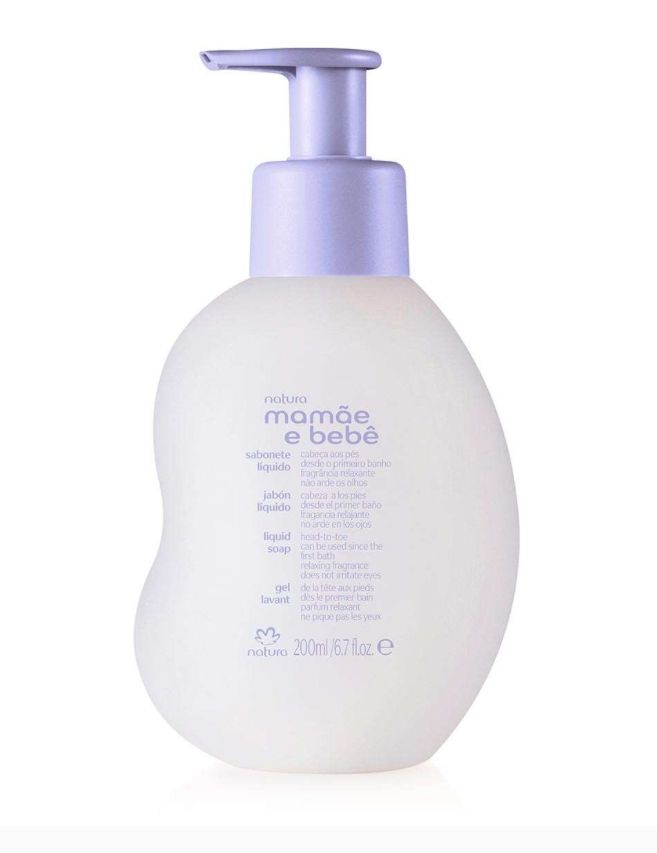 natura
mamãe
e bebê
sabonete líquido
cabeça aos pés
desde o primeiro banho
fragrância relaxante
não arde os olhos
jabón líquido
cabeza a los pies
desde el primer baño
fragancia relajante
no arde en los ojos
liquid soap
head-to-toe
can be used since the
first bath
relaxing fragrance
does not irritate eyes
gel lavant
de la tête aux pieds
dès le premier bain
parfum relaxant
ne pique pas les yeux
natura 200ml/6.7 fl.oz. ℮